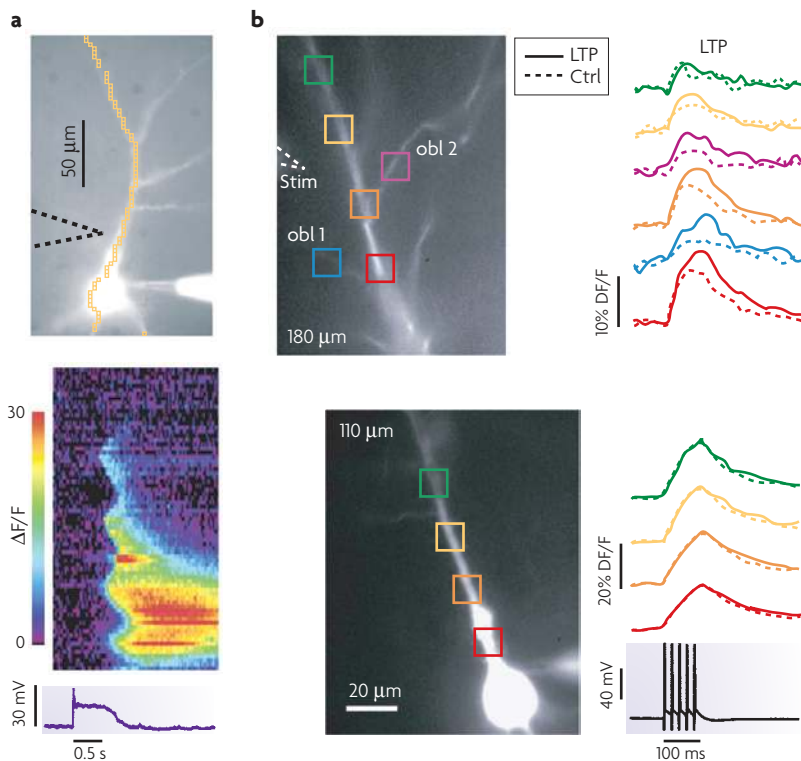 a
50 µm
30
ΔF/F
0
30 mV
0.5 s
b
Stim
obl 2
obl 1
180 µm
LTP
Ctrl
LTP
10% DF/F
110 µm
20 µm
20% DF/F
40 mV
100 ms